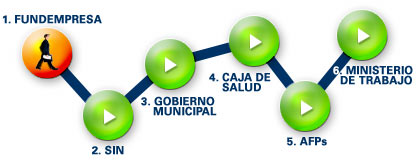 1. FUNDEMPRESA
2. SIN
3. GOBIERNO
MUNICIPAL
4. CAJA DE
SALUD
5. AFPs
6. MINISTERIO
DE TRABAJO